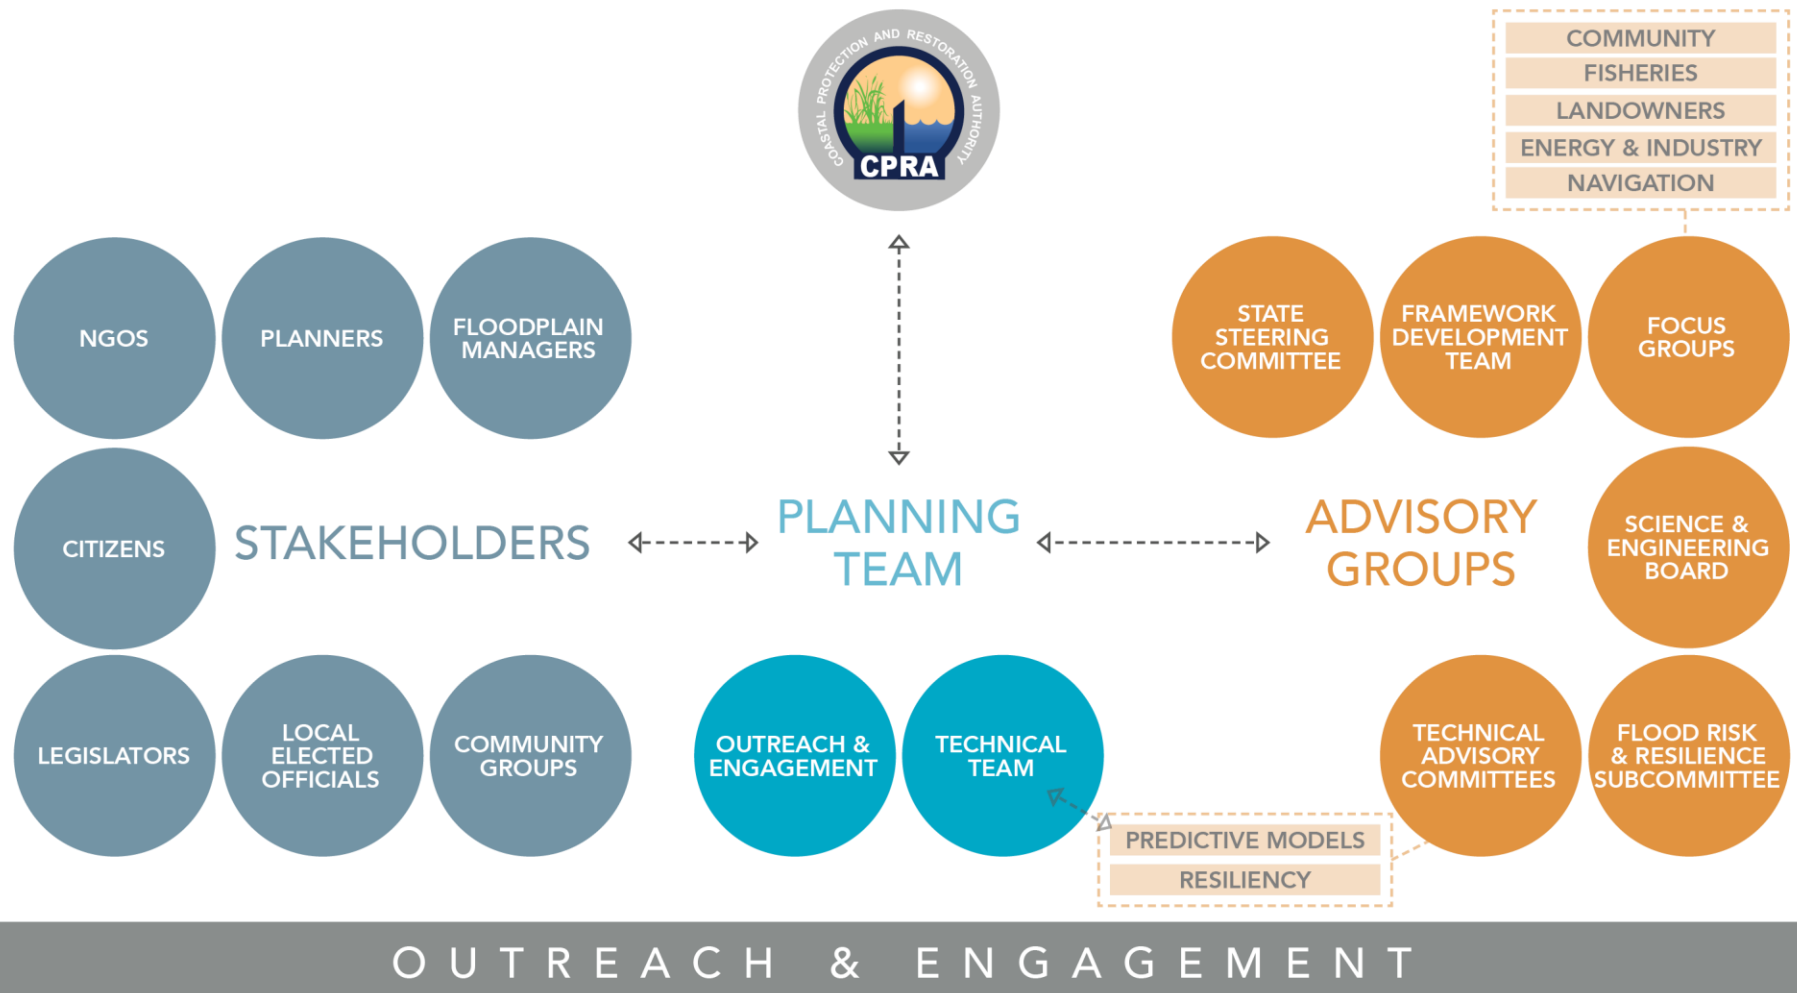 COASTAL PROTECTION AND RESTORATION AUTHORITY
CPRA
COMMUNITY
FISHERIES
LANDOWNERS
ENERGY & INDUSTRY
NAVIGATION
NGOS
PLANNERS
FLOODPLAIN
MANAGERS
STATE
STEERING
COMMITTEE
FRAMEWORK
DEVELOPMENT
TEAM
FOCUS
GROUPS
CITIZENS
STAKEHOLDERS
PLANNING
TEAM
ADVISORY
GROUPS
SCIENCE &
ENGINEERING
BOARD
LEGISLATORS
LOCAL
ELECTED
OFFICIALS
COMMUNITY
GROUPS
OUTREACH &
ENGAGEMENT
TECHNICAL
TEAM
TECHNICAL
ADVISORY
COMMITTEES
FLOOD RISK
& RESILIENCE
SUBCOMMITTEE
PREDICTIVE MODELS
RESILIENCY
OUTREACH & ENGAGEMENT